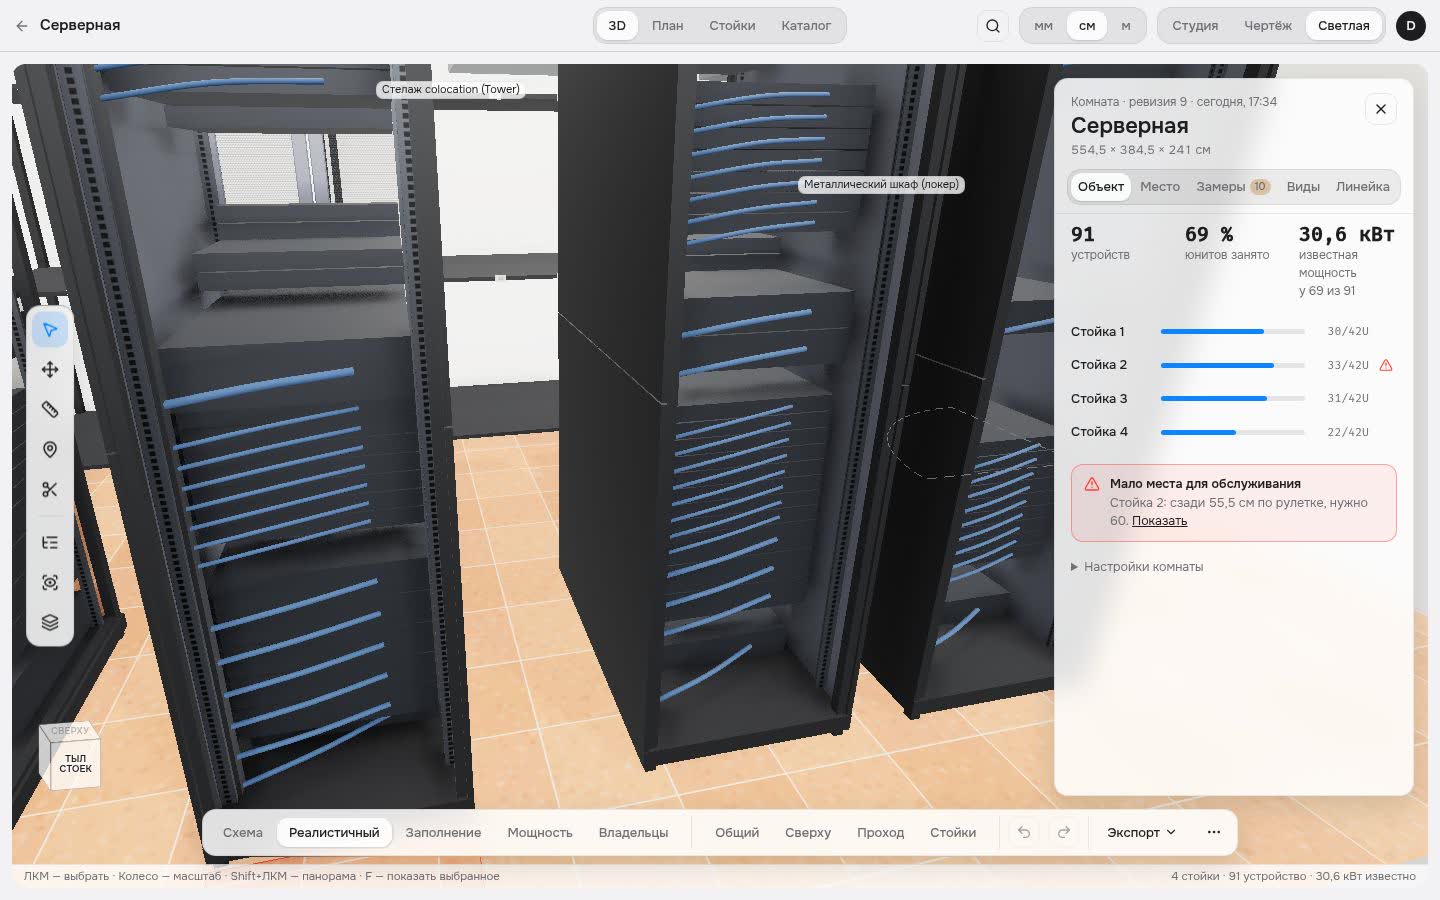 Серверная
3D
План
Стойки
Каталог
мм
см
м
Студия
Чертёж
Светлая
D
Стелаж colocation (Tower)
Металлический шкаф (локер)
Комната · ревизия 9 · сегодня, 17:34
Серверная
554,5 × 384,5 × 241 см
Объект
Место
Замеры 10
Виды
Линейка
91
устройств
69 %
юнитов занято
30,6 кВт
известная
мощность
у 69 из 91
Стойка 1 30/42U
Стойка 2 33/42U
Стойка 3 31/42U
Стойка 4 22/42U
Мало места для обслуживания
Стойка 2: сзади 55,5 см по рулетке, нужно
60. Показать
Настройки комнаты
СВЕРХУ
ТЫЛ
СТОЕК
Схема
Реалистичный
Заполнение
Мощность
Владельцы
Общий
Сверху
Проход
Стойки
Экспорт
ЛКМ — выбрать · Колесо — масштаб · Shift+ЛКМ — панорама · F — показать выбранное
4 стойки · 91 устройство · 30,6 кВт известно